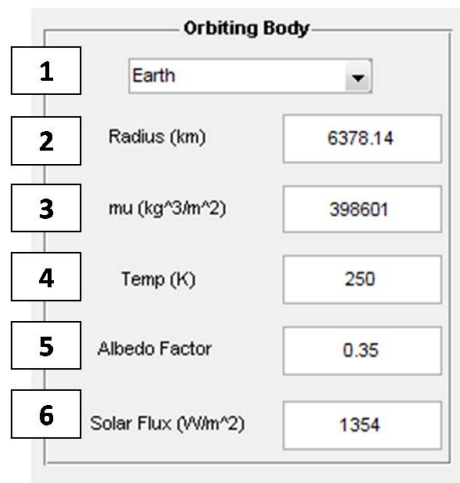 Orbiting Body
1 Earth
2 Radius (km) 6378.14
3 mu (kg^3/m^2) 398601
4 Temp (K) 250
5 Albedo Factor 0.35
6 Solar Flux (W/m^2) 1354